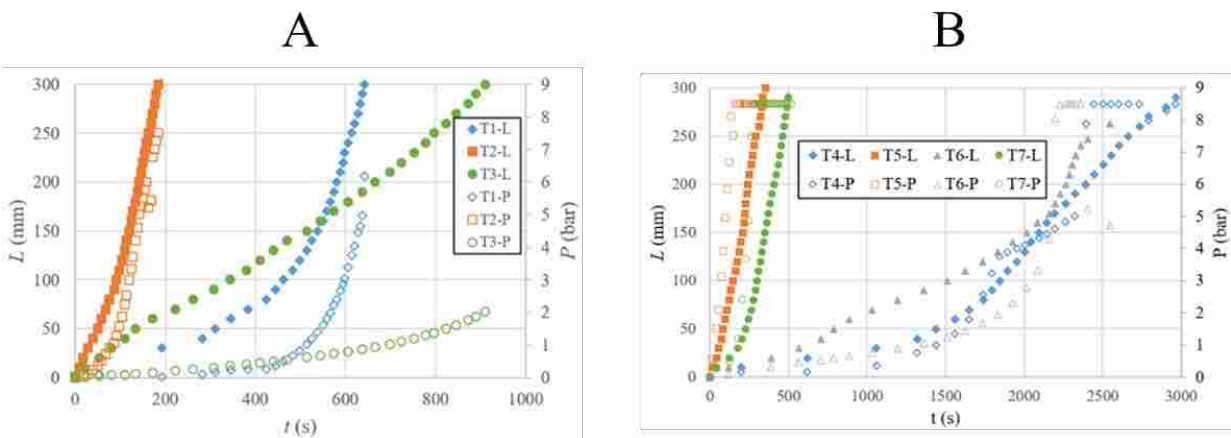 A
B
300
250
200
150
100
50
0
L (mm)
0 200 400 600 800 1000
t (s)
9
8
7
6
5
4
3
2
1
0
P (bar)
T1-L
T2-L
T3-L
T1-P
T2-P
T3-P
300
250
200
150
100
50
0
L (mm)
0 500 1000 1500 2000 2500 3000
t (s)
9
8
7
6
5
4
3
2
1
0
P (bar)
T4-L T5-L T6-L T7-L
T4-P T5-P T6-P T7-P